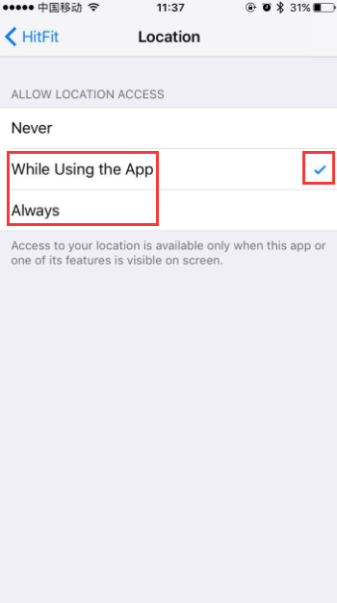 中国移动 11:37 31%
HitFit Location
ALLOW LOCATION ACCESS
Never
While Using the App
Always
Access to your location is available only when this app or
one of its features is visible on screen.